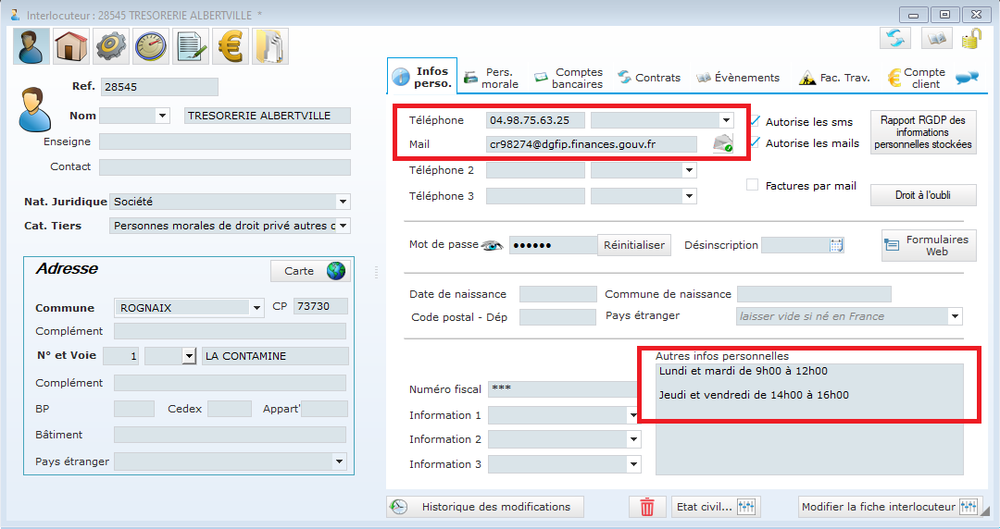 Interlocuteur : 28545 TRESORERIE ALBERTVILLE *
Ref. 28545
Nom TRESORERIE ALBERTVILLE
Enseigne
Contact
Nat. Juridique Société
Cat. Tiers Personnes morales de droit privé autres
Adresse
Carte
Commune ROGNAIX CP 73730
Complément
N° et Voie 1 LA CONTAMINE
Complément
BP Cedex Appart'
Bâtiment
Pays étranger
Infos perso.
Pers. morale
Comptes bancaires
Contrats
Évènements
Fac. Trav.
Compte client
Téléphone 04.98.75.63.25
Autorise les sms
Rapport RGDP des informations personnelles stockées
Mail cr98274@dgfip.finances.gouv.fr
Autorise les mails
Téléphone 2
Factures par mail
Téléphone 3
Droit à l'oubli
Mot de passe •••••• Réinitialiser Désinscription
Formulaires Web
Date de naissance Commune de naissance
Code postal - Dép Pays étranger laisser vide si né en France
Autres infos personnelles
Lundi et mardi de 9h00 à 12h00
Jeudi et vendredi de 14h00 à 16h00
Numéro fiscal ***
Information 1
Information 2
Information 3
Historique des modifications
Etat civil...
Modifier la fiche interlocuteur